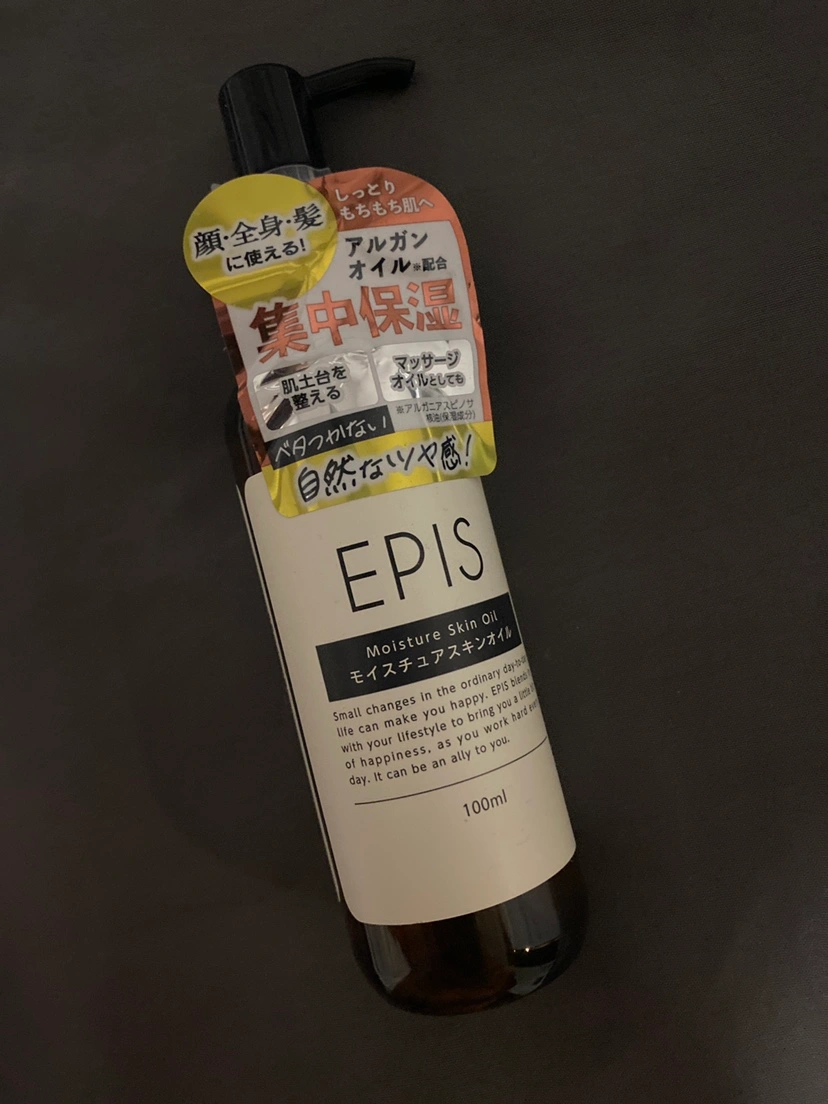 顔・全身・髪
に使える!
しっとり
もちもち肌へ
アルガン
オイル※配合
集中保湿
肌土台を
整える
マッサージ
オイルとしても
※アルガニアスピノサ
核油(保湿成分)
ベタつかない
自然なツヤ感!
EPIS
Moisture Skin Oil
モイスチュアスキンオイル
Small changes in the ordinary
life can make you happy. EPIS blends
with your lifestyle to bring you a little
of happiness, as you work hard
day. It can be an ally to you.
100ml